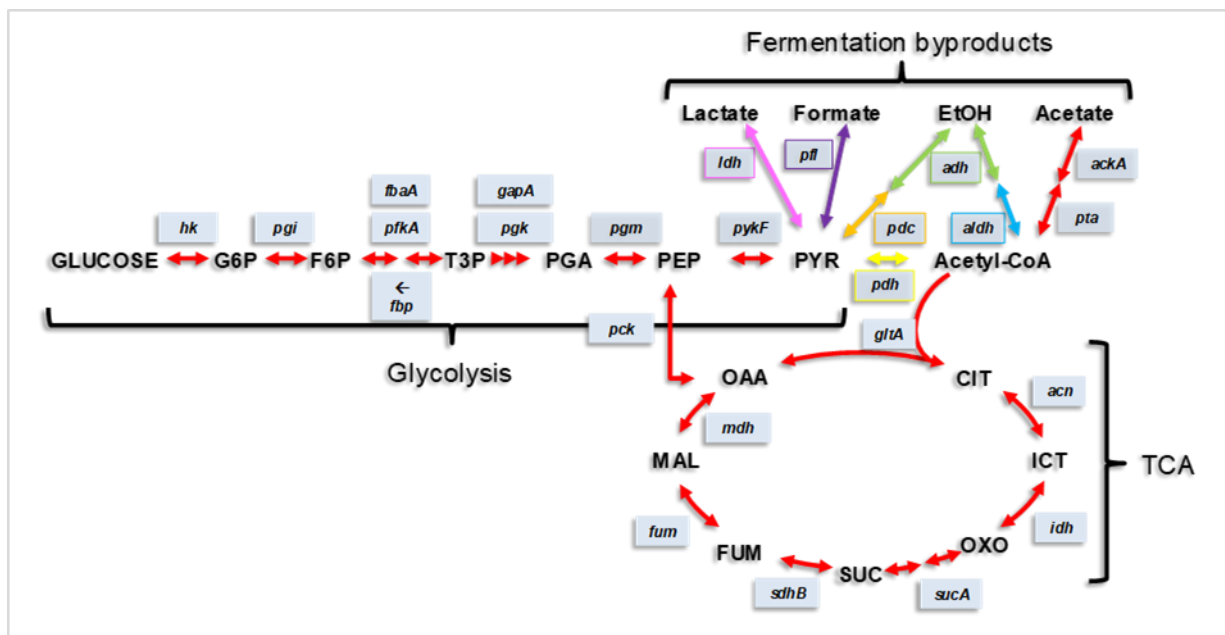 Fermentation byproducts
Lactate Formate EtOH Acetate
ldh pfl adh ackA
fbaA gapA
hk pgi pfkA pgk pgm pykF pdc aldh pta
GLUCOSE G6P F6P T3P PGA PEP PYR Acetyl-CoA
←
fbp
pdh
pck gltA
Glycolysis
OAA CIT
acn
mdh
MAL ICT TCA
fum idh
FUM OXO
SUC
sdhB sucA